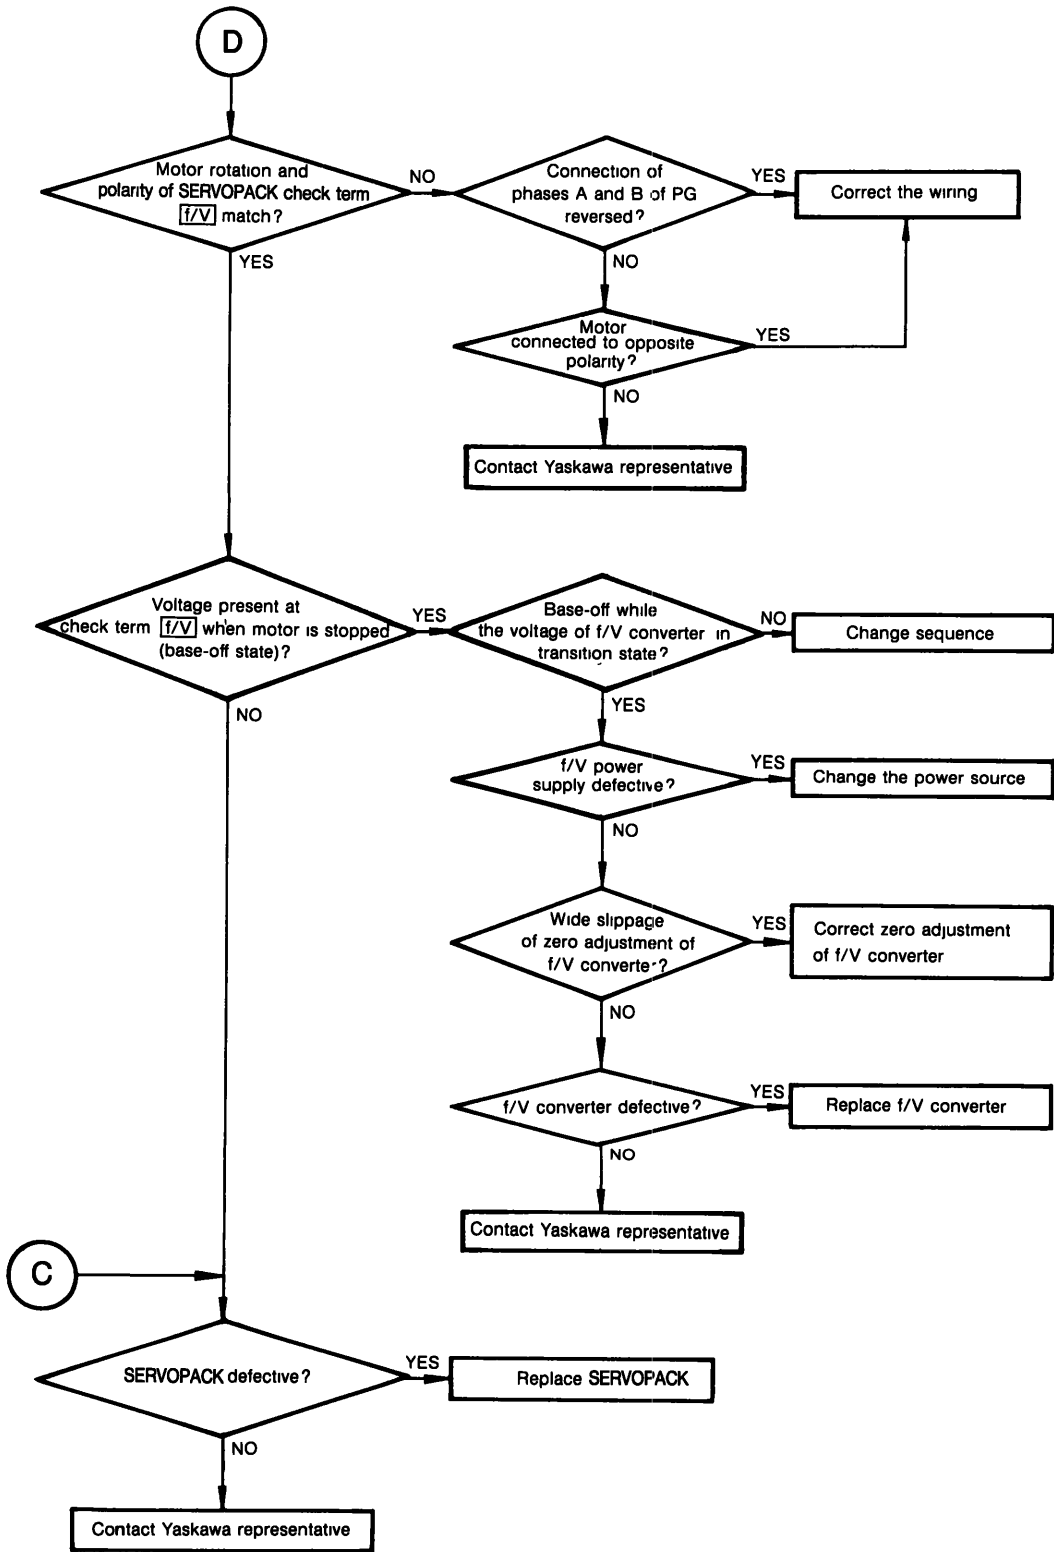 D
Motor rotation and
polarity of SERVOPACK check term
f/V match?
NO
Connection of
phases A and B of PG
reversed?
YES
Correct the wiring
YES
NO
Motor
connected to opposite
polarity?
YES
NO
Contact Yaskawa representative
Voltage present at
check term f/V when motor is stopped
(base-off state)?
YES
Base-off while
the voltage of f/V converter in
transition state?
NO
Change sequence
NO
YES
f/V power
supply defective?
YES
Change the power source
NO
Wide slippage
of zero adjustment of
f/V converter?
YES
Correct zero adjustment
of f/V converter
NO
f/V converter defective?
YES
Replace f/V converter
NO
Contact Yaskawa representative
C
SERVOPACK defective?
YES
Replace SERVOPACK
NO
Contact Yaskawa representative